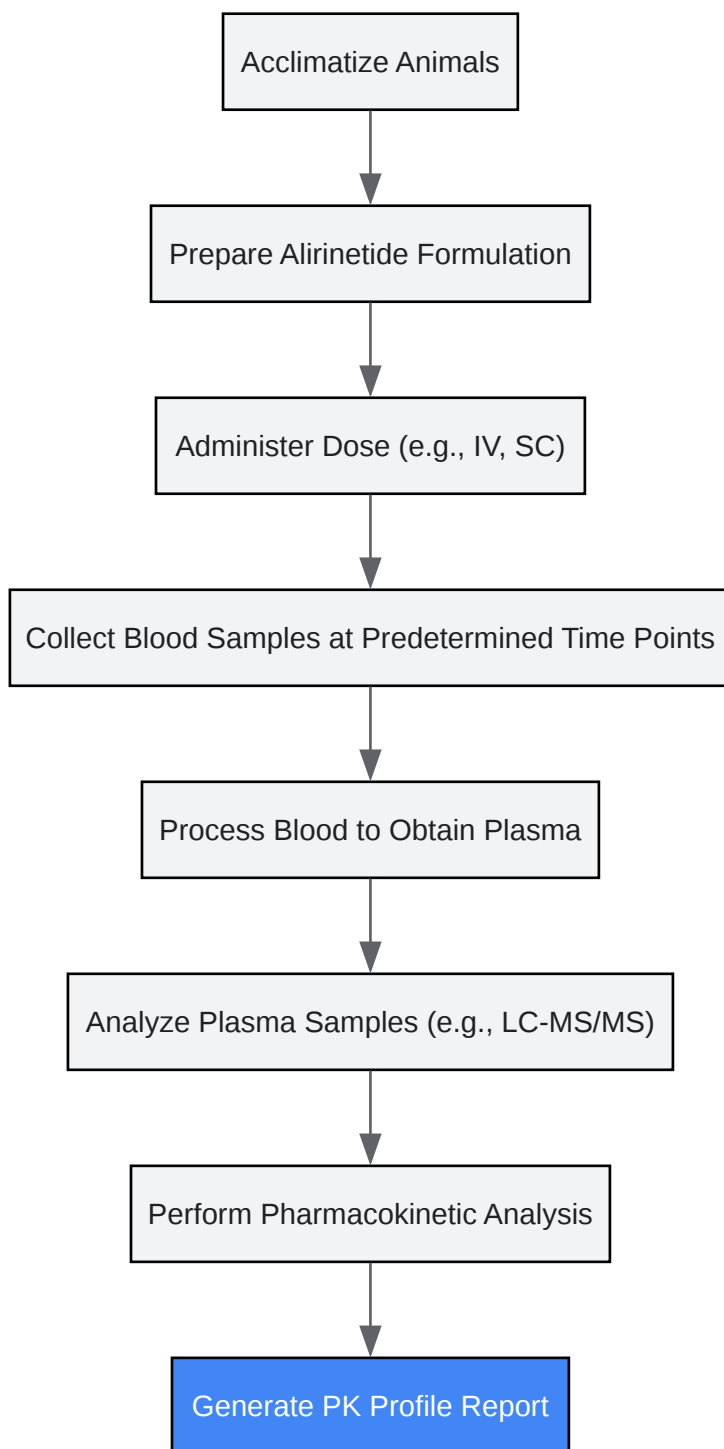 Acclimatize Animals
Prepare Alirinetide Formulation
Administer Dose (e.g., IV, SC)
Collect Blood Samples at Predetermined Time Points
Process Blood to Obtain Plasma
Analyze Plasma Samples (e.g., LC-MS/MS)
Perform Pharmacokinetic Analysis
Generate PK Profile Report